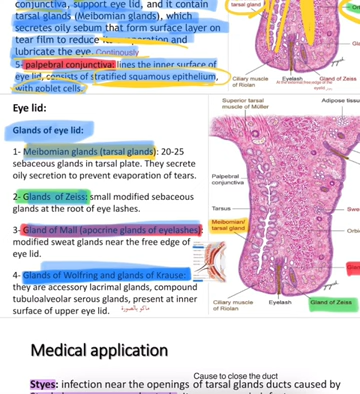 conjunctiva, support eye lid, and it contain
tarsal glands (Meibomian glands), which
secretes oily sebum that form surface layer on
tear film to reduce its evaporation and
lubricate the eye. Continously
5- palpebral conjunctiva: lines the inner surface of
eye lid, consists of stratified squamous epithelium,
with goblet cells.
tarsal gland
Ciliary muscle
of Riolan
Eyelash
Gland of Zeiss
Eye lid:
Glands of eye lid:
1- Meibomian glands (tarsal glands): 20-25
sebaceous glands in tarsal plate. They secrete
oily secretion to prevent evaporation of tears.
2- Glands of Zeiss: small modified sebaceous
glands at the root of eye lashes.
3- Gland of Mall (apocrine glands of eyelashes):
modified sweat glands near the free edge of
eye lid.
4- Glands of Wolfring and glands of Krause:
they are accessory lacrimal glands, compound
tubuloalveolar serous glands, present at inner
surface of upper eye lid. ماكو بالصورة
Superior tarsal
muscle of Müller
Adipose tissu
Palpebral
conjunctiva
Tarsus
Meibomian/
tarsal gland
Swe
Orbi
Ciliary muscle
of Riolan
Eyelash
Gland of Zeiss
Medical application
Cause to close the duct
Styes: infection near the openings of tarsal glands ducts caused by